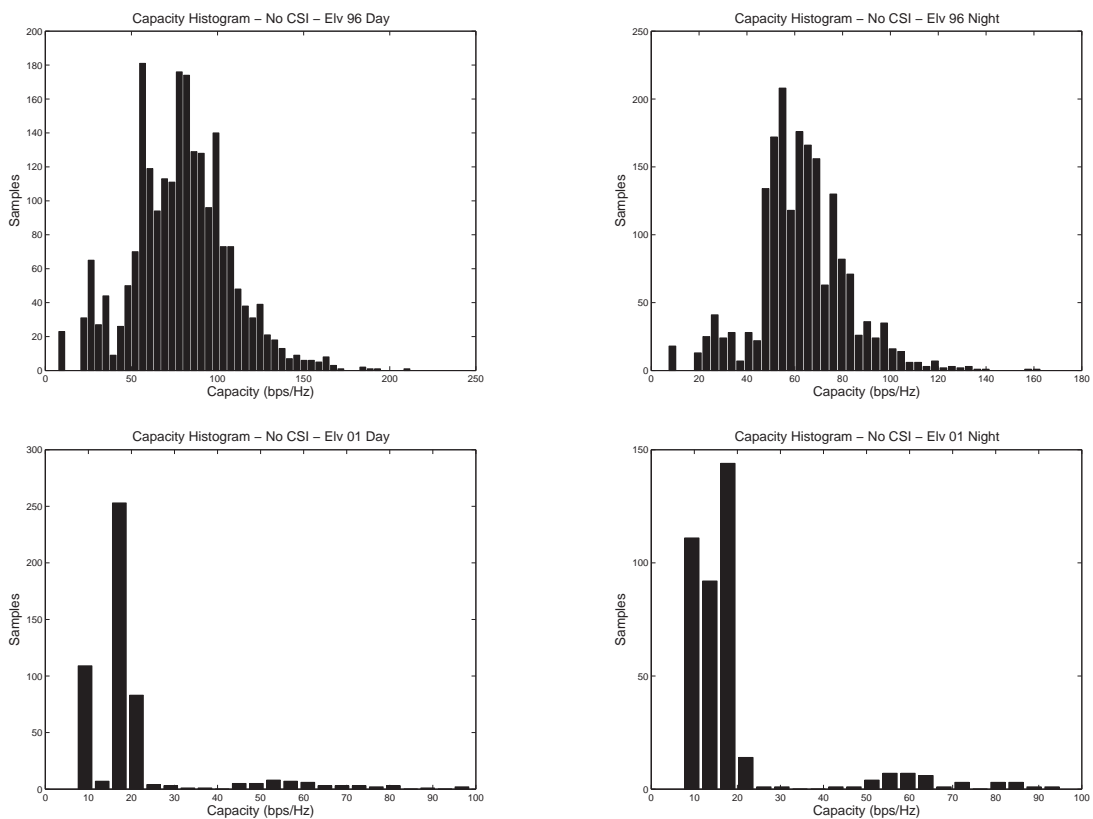 Capacity Histogram – No CSI – Elv 96 Day
200
180
160
140
120
100
80
60
40
20
0
Samples
0 50 100 150 200 250
Capacity (bps/Hz)
Capacity Histogram – No CSI – Elv 96 Night
250
200
150
100
50
0
Samples
0 20 40 60 80 100 120 140 160 180
Capacity (bps/Hz)
Capacity Histogram – No CSI – Elv 01 Day
300
250
200
150
100
50
0
Samples
0 10 20 30 40 50 60 70 80 90 100
Capacity (bps/Hz)
Capacity Histogram – No CSI – Elv 01 Night
150
100
50
0
Samples
0 10 20 30 40 50 60 70 80 90 100
Capacity (bps/Hz)